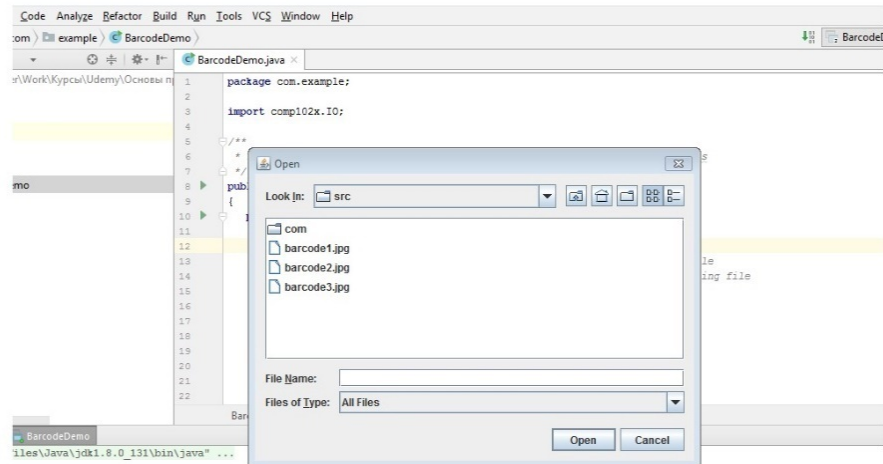 Code Analyze Refactor Build Run Tools VCS Window Help
om example BarcodeDemo Barcode
BarcodeDemo.java
r\Work\Курсы\Udemy\Основы п
1 package com.example;
2
3 import comp102x.IO;
4
5 /**
6 * s
7 */
mo
8 pub
9 {
10
11
12
13 le
14 ing file
15
16
17
18
19
20
21
22
Open
Look In: src
com
barcode1.jpg
barcode2.jpg
barcode3.jpg
File Name:
Files of Type: All Files
Open Cancel
Bar
BarcodeDemo
iles\Java\jdk1.8.0_131\bin\java" ...